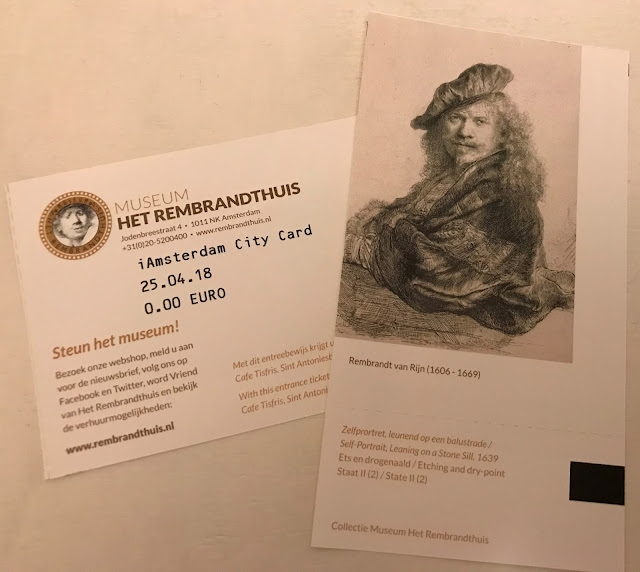 MUSEUM
HET REMBRANDTHUIS
Jodenbreestraat 4 • 1011 NK Amsterdam
+31(0)20-5200400 • www.rembrandthuis.nl
iAmsterdam City Card
25.04.18
0.00 EURO
Steun het museum!
Bezoek onze webshop, meld u aan
voor de nieuwsbrief, volg ons op
Facebook en Twitter, word Vriend
van Het Rembrandthuis en bekijk
de verhuurmogelijkheden:
www.rembrandthuis.nl
Met dit entreebewijs krijgt
Cafe Tisfris, Sint
With this entrance ticket
Cafe Tisfris, Sint
Rembrandt van Rijn (1606 - 1669)
Zelfprortret, leunend op een balustrade /
Self-Portrait, Leaning on a Stone Sill, 1639
Ets en drogenaald / Etching and dry-point
Staat II (2) / State II (2)
Collectie Museum Het Rembrandthuis